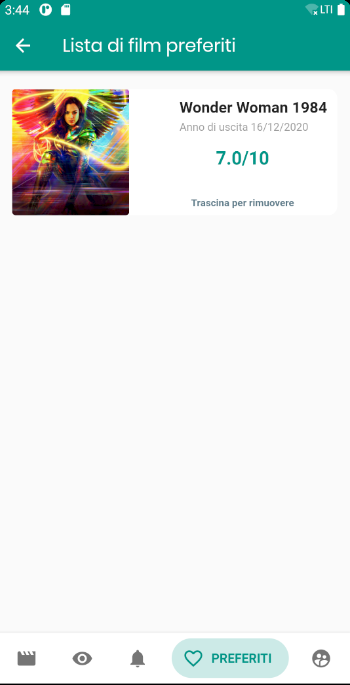 3:44 LTE
Lista di film preferiti
Wonder Woman 1984
Anno di uscita 16/12/2020
7.0/10
Trascina per rimuovere
PREFERITI